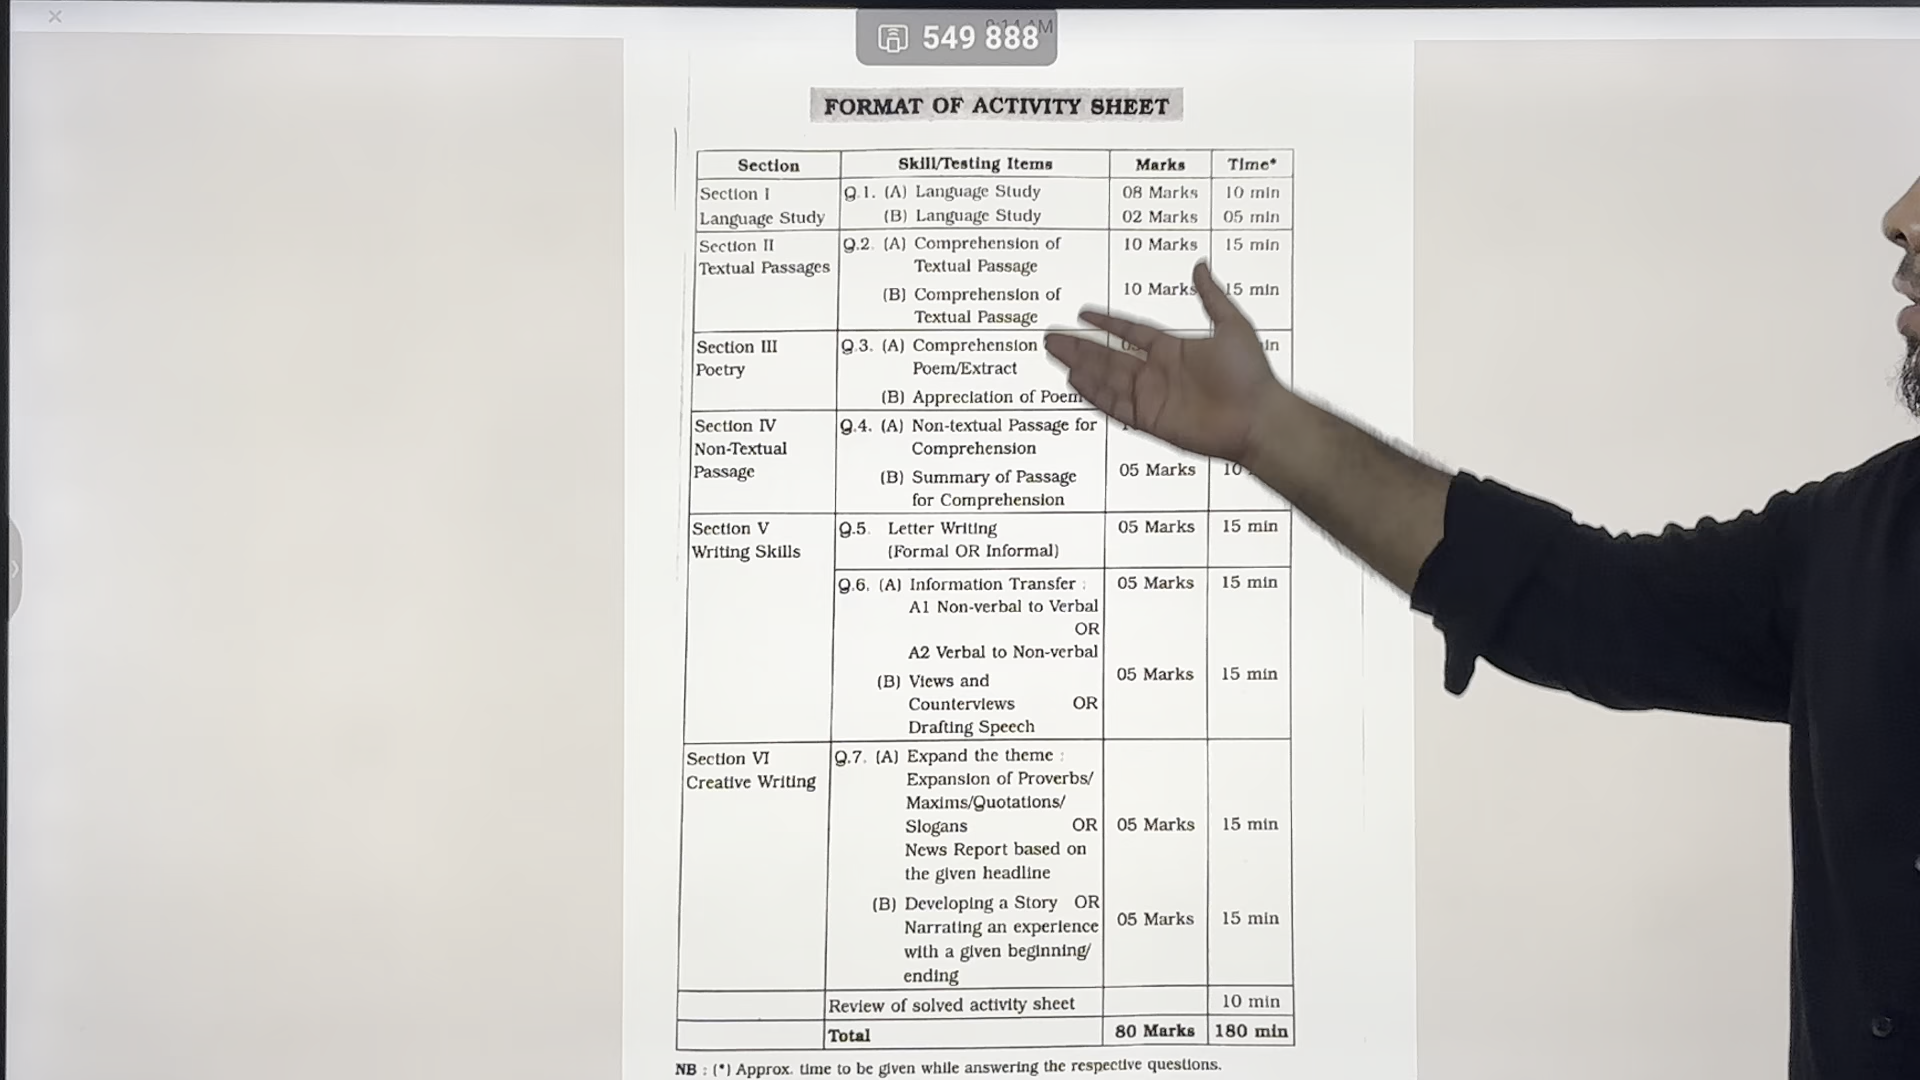 549 888
FORMAT OF ACTIVITY SHEET
Section Skill/Testing Items Marks Time*
Section I Q.1. (A) Language Study 08 Marks 10 min
Language Study (B) Language Study 02 Marks 05 min
Section II Q.2. (A) Comprehension of 10 Marks 15 min
Textual Passages Textual Passage
(B) Comprehension of 10 Marks 15 min
Textual Passage
Section III Q.3. (A) Comprehension
Poetry Poem/Extract
(B) Appreciation of Poem
Section IV Q.4. (A) Non-textual Passage for
Non-Textual Comprehension
Passage (B) Summary of Passage 05 Marks 10
for Comprehension
Section V Q.5. Letter Writing 05 Marks 15 min
Writing Skills (Formal OR Informal)
Q.6. (A) Information Transfer : 05 Marks 15 min
A1 Non-verbal to Verbal
OR
A2 Verbal to Non-verbal
(B) Views and 05 Marks 15 min
Counterviews OR
Drafting Speech
Section VI Q.7. (A) Expand the theme :
Creative Writing Expansion of Proverbs/
Maxims/Quotations/
Slogans OR 05 Marks 15 min
News Report based on
the given headline
(B) Developing a Story OR 05 Marks 15 min
Narrating an experience
with a given beginning/
ending
Review of solved activity sheet 10 min
Total 80 Marks 180 min
NB : (*) Approx. time to be given while answering the respective questions.